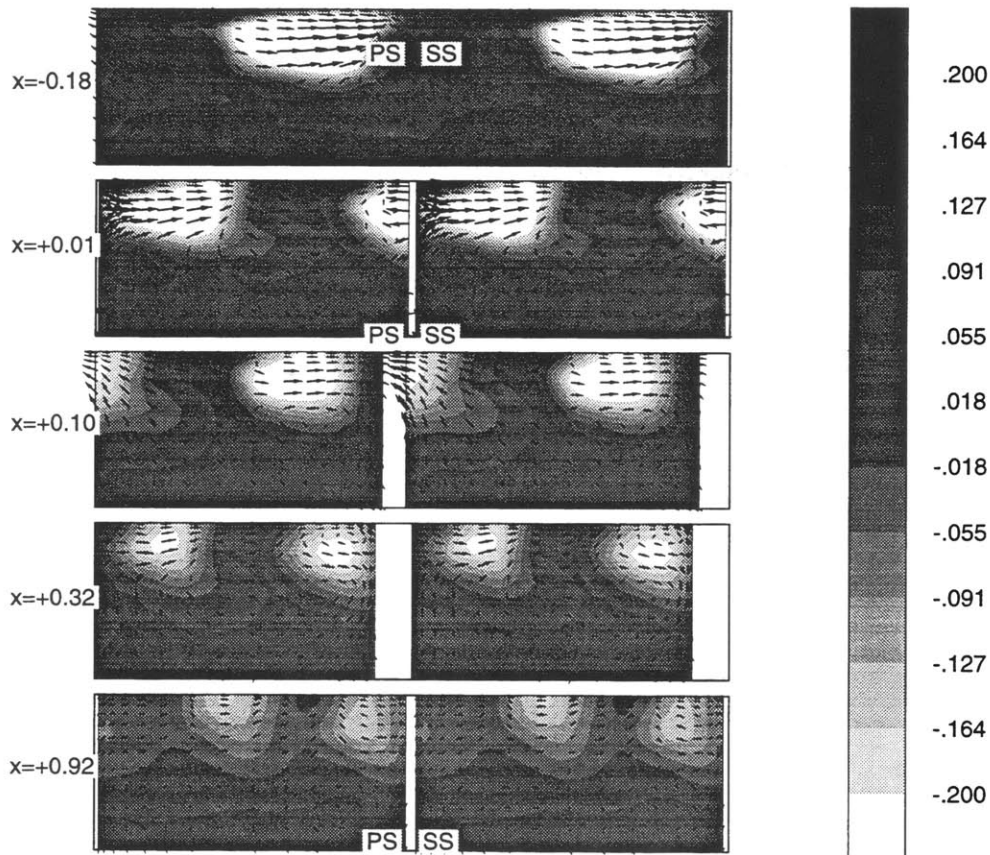 x=-0.18
PS SS
x=+0.01
PS SS
x=+0.10
x=+0.32
x=+0.92
PS SS
.200
.164
.127
.091
.055
.018
-.018
-.055
-.091
-.127
-.164
-.200